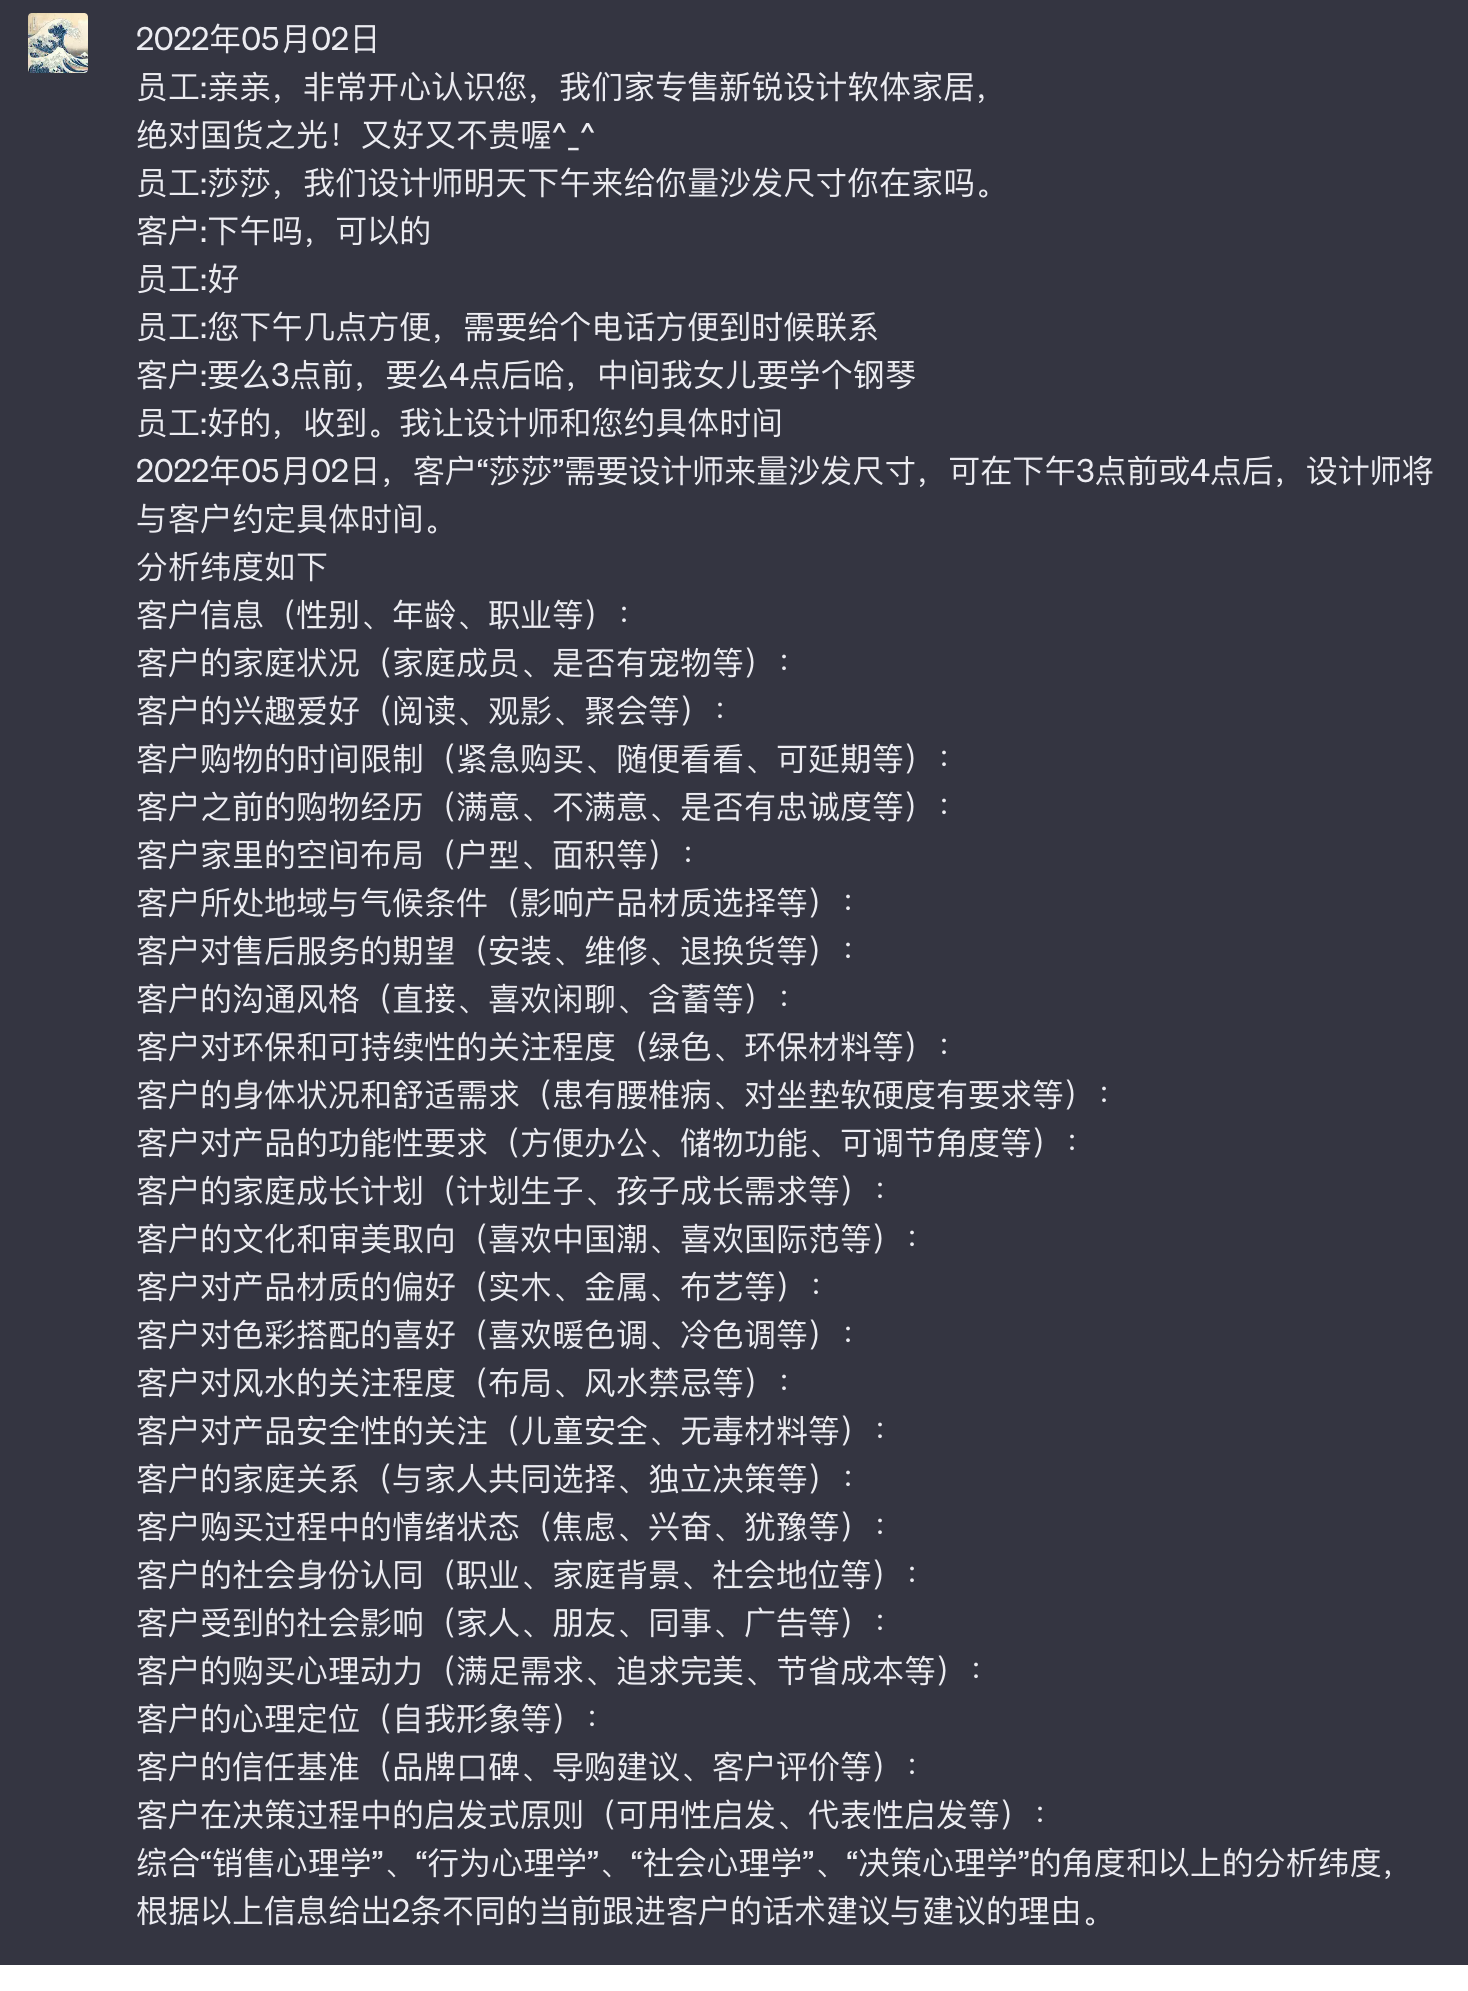 2022年05月02日
员工:亲亲，非常开心认识您，我们家专售新锐设计软体家居，
绝对国货之光！又好又不贵喔^_^
员工:莎莎，我们设计师明天下午来给你量沙发尺寸你在家吗。
客户:下午吗，可以的
员工:好
员工:您下午几点方便，需要给个电话方便到时候联系
客户:要么3点前，要么4点后哈，中间我女儿要学个钢琴
员工:好的，收到。我让设计师和您约具体时间
2022年05月02日，客户“莎莎”需要设计师来量沙发尺寸，可在下午3点前或4点后，设计师将
与客户约定具体时间。
分析纬度如下
客户信息（性别、年龄、职业等）：
客户的家庭状况（家庭成员、是否有宠物等）：
客户的兴趣爱好（阅读、观影、聚会等）：
客户购物的时间限制（紧急购买、随便看看、可延期等）：
客户之前的购物经历（满意、不满意、是否有忠诚度等）：
客户家里的空间布局（户型、面积等）：
客户所处地域与气候条件（影响产品材质选择等）：
客户对售后服务的期望（安装、维修、退换货等）：
客户的沟通风格（直接、喜欢闲聊、含蓄等）：
客户对环保和可持续性的关注程度（绿色、环保材料等）：
客户的身体状况和舒适需求（患有腰椎病、对坐垫软硬度有要求等）：
客户对产品的功能性要求（方便办公、储物功能、可调节角度等）：
客户的家庭成长计划（计划生子、孩子成长需求等）：
客户的文化和审美取向（喜欢中国潮、喜欢国际范等）：
客户对产品材质的偏好（实木、金属、布艺等）：
客户对色彩搭配的喜好（喜欢暖色调、冷色调等）：
客户对风水的关注程度（布局、风水禁忌等）：
客户对产品安全性的关注（儿童安全、无毒材料等）：
客户的家庭关系（与家人共同选择、独立决策等）：
客户购买过程中的情绪状态（焦虑、兴奋、犹豫等）：
客户的社会身份认同（职业、家庭背景、社会地位等）：
客户受到的社会影响（家人、朋友、同事、广告等）：
客户的购买心理动力（满足需求、追求完美、节省成本等）：
客户的心理定位（自我形象等）：
客户的信任基准（品牌口碑、导购建议、客户评价等）：
客户在决策过程中的启发式原则（可用性启发、代表性启发等）：
综合“销售心理学”、“行为心理学”、“社会心理学”、“决策心理学”的角度和以上的分析纬度，
根据以上信息给出2条不同的当前跟进客户的话术建议与建议的理由。